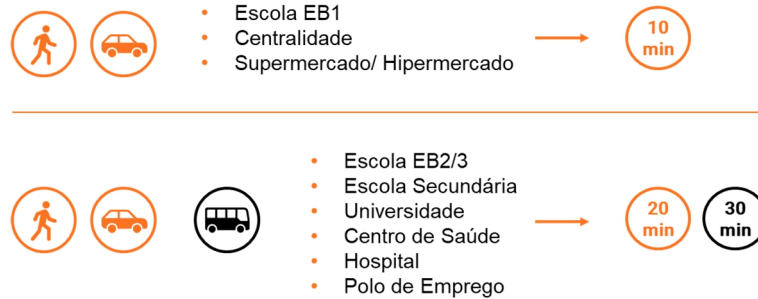 Escola EB1
Centralidade
Supermercado/ Hipermercado
10
min
Escola EB2/3
Escola Secundária
Universidade
Centro de Saúde
Hospital
Polo de Emprego
20
min
30
min